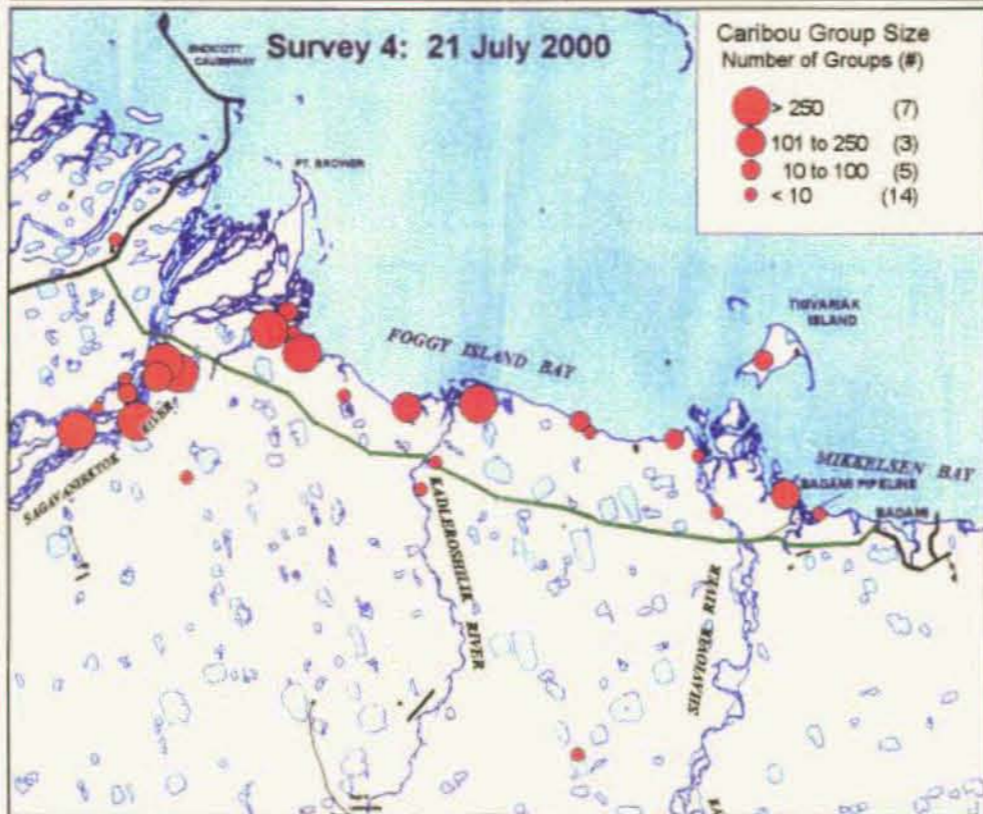 Survey 4: 21 July 2000
Caribou Group Size
Number of Groups (#)
> 250 (7)
101 to 250 (3)
10 to 100 (5)
< 10 (14)
ENDICOTT
CAUSEWAY
PT. BROWER
TIGVARIAK
ISLAND
FOGGY ISLAND BAY
MIKKELSEN BAY
BADAMI PIPELINE
BADAMI
SAGAVANIRKTOK
RIVER
KADLEROSHILIK RIVER
SHAVIOVIK RIVER